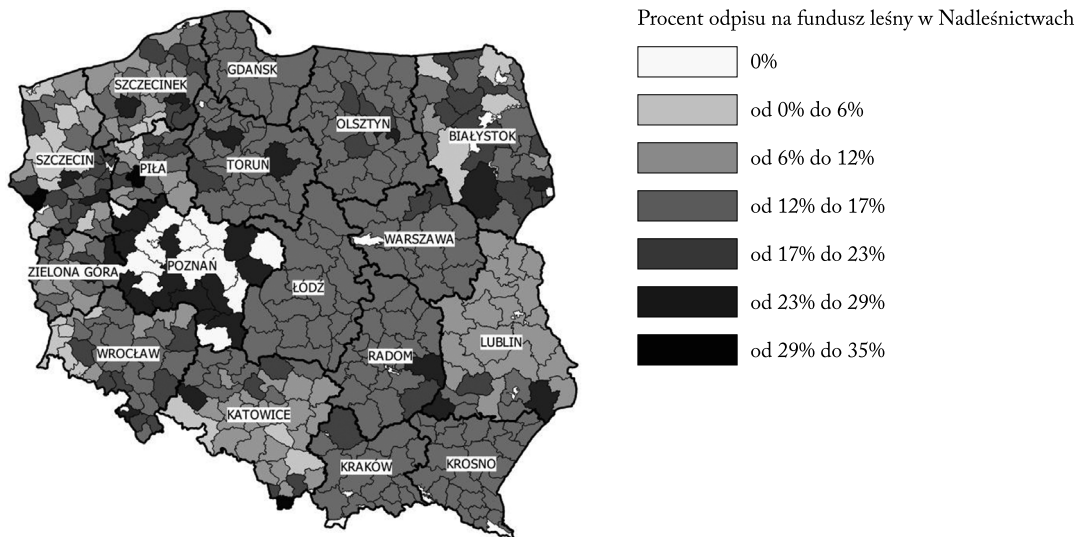 Procent odpisu na fundusz leśny w Nadleśnictwach
0%
od 0% do 6%
od 6% do 12%
od 12% do 17%
od 17% do 23%
od 23% do 29%
od 29% do 35%
GDAŃSK
SZCZECINEK
OLSZTYN
BIAŁYSTOK
SZCZECIN
PIŁA
TORUŃ
WARSZAWA
POZNAŃ
ZIELONA GÓRA
ŁÓDŹ
LUBLIN
WROCŁAW
RADOM
KATOWICE
KRAKÓW
KROSNO